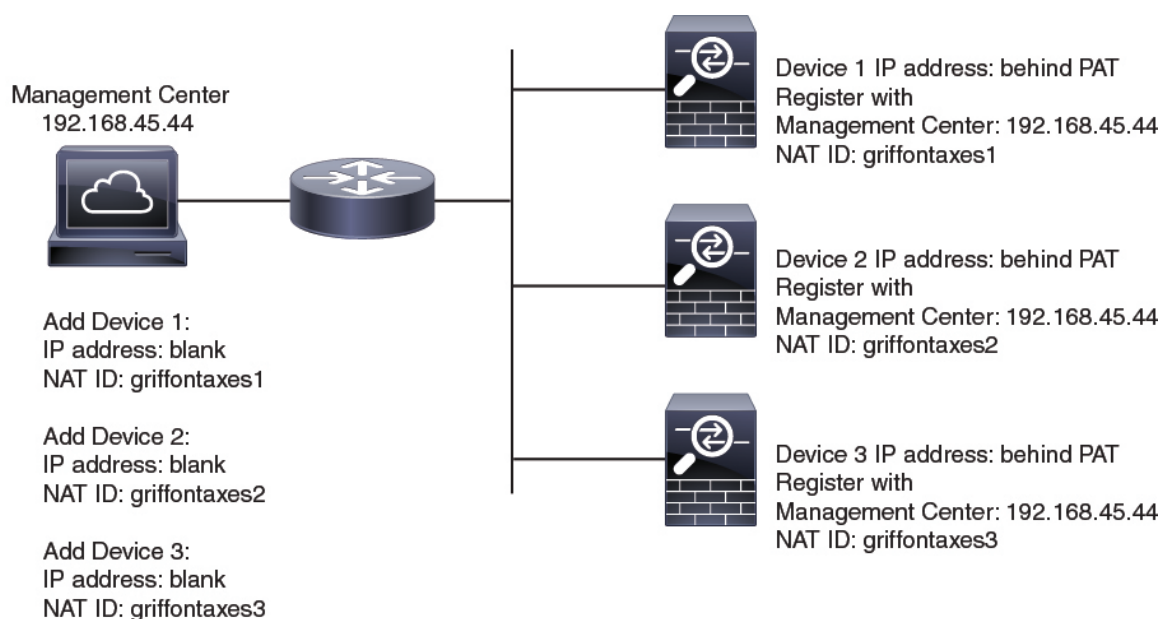 Management Center
192.168.45.44
Add Device 1:
IP address: blank
NAT ID: griffontaxes1
Add Device 2:
IP address: blank
NAT ID: griffontaxes2
Add Device 3:
IP address: blank
NAT ID: griffontaxes3
Device 1 IP address: behind PAT
Register with
Management Center: 192.168.45.44
NAT ID: griffontaxes1
Device 2 IP address: behind PAT
Register with
Management Center: 192.168.45.44
NAT ID: griffontaxes2
Device 3 IP address: behind PAT
Register with
Management Center: 192.168.45.44
NAT ID: griffontaxes3